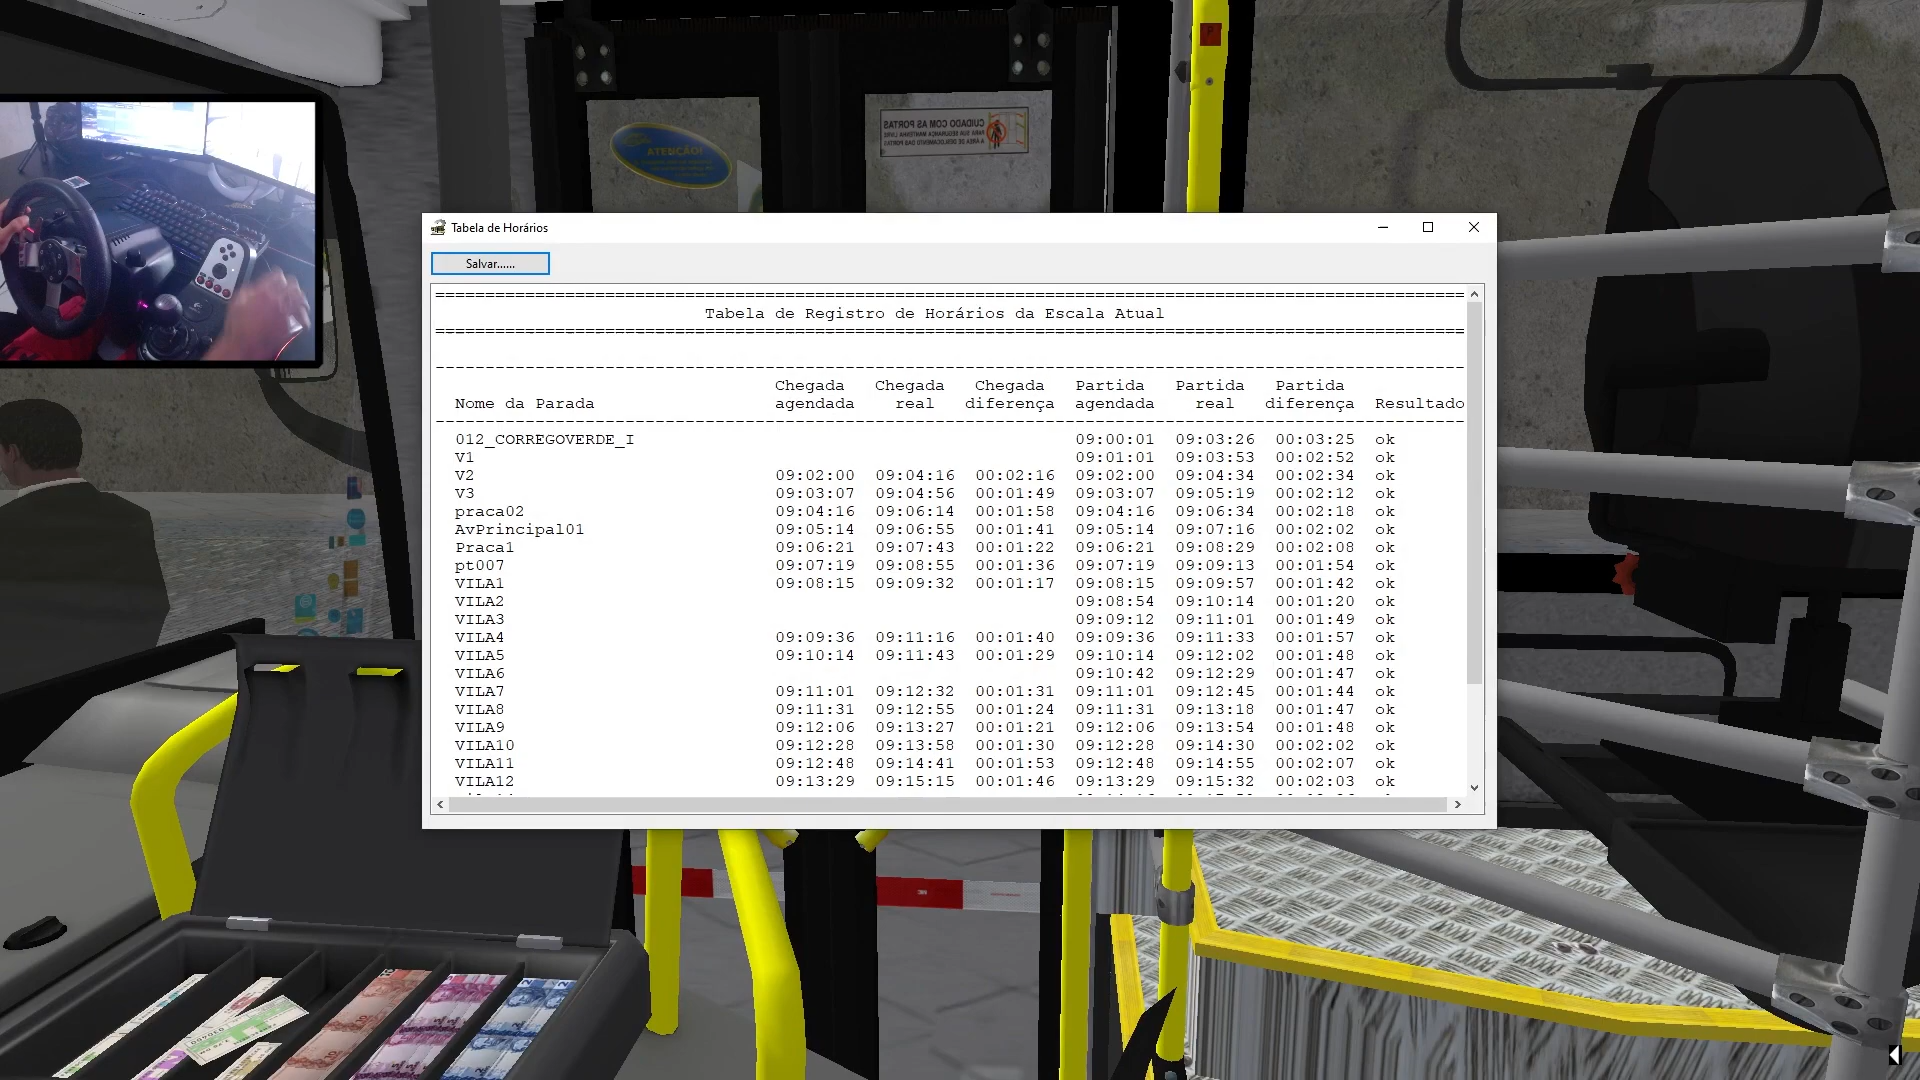 P
CUIDADO COM AS PORTAS
ATENÇÃO!
Tabela de Horários
Salvar......
Tabela de Registro de Horários da Escala Atual
Chegada Chegada Chegada Partida Partida Partida
Nome da Parada agendada real diferença agendada real diferença Resultado
012_CORREGOVERDE_I 09:00:01 09:03:26 00:03:25 ok
V1 09:01:01 09:03:53 00:02:52 ok
V2 09:02:00 09:04:16 00:02:16 09:02:00 09:04:34 00:02:34 ok
V3 09:03:07 09:04:56 00:01:49 09:03:07 09:05:19 00:02:12 ok
praca02 09:04:16 09:06:14 00:01:58 09:04:16 09:06:34 00:02:18 ok
AvPrincipal01 09:05:14 09:06:55 00:01:41 09:05:14 09:07:16 00:02:02 ok
Praca1 09:06:21 09:07:43 00:01:22 09:06:21 09:08:29 00:02:08 ok
pt007 09:07:19 09:08:55 00:01:36 09:07:19 09:09:13 00:01:54 ok
VILA1 09:08:15 09:09:32 00:01:17 09:08:15 09:09:57 00:01:42 ok
VILA2 09:08:54 09:10:14 00:01:20 ok
VILA3 09:09:12 09:11:01 00:01:49 ok
VILA4 09:09:36 09:11:16 00:01:40 09:09:36 09:11:33 00:01:57 ok
VILA5 09:10:14 09:11:43 00:01:29 09:10:14 09:12:02 00:01:48 ok
VILA6 09:10:42 09:12:29 00:01:47 ok
VILA7 09:11:01 09:12:32 00:01:31 09:11:01 09:12:45 00:01:44 ok
VILA8 09:11:31 09:12:55 00:01:24 09:11:31 09:13:18 00:01:47 ok
VILA9 09:12:06 09:13:27 00:01:21 09:12:06 09:13:54 00:01:48 ok
VILA10 09:12:28 09:13:58 00:01:30 09:12:28 09:14:30 00:02:02 ok
VILA11 09:12:48 09:14:41 00:01:53 09:12:48 09:14:55 00:02:07 ok
VILA12 09:13:29 09:15:15 00:01:46 09:13:29 09:15:32 00:02:03 ok